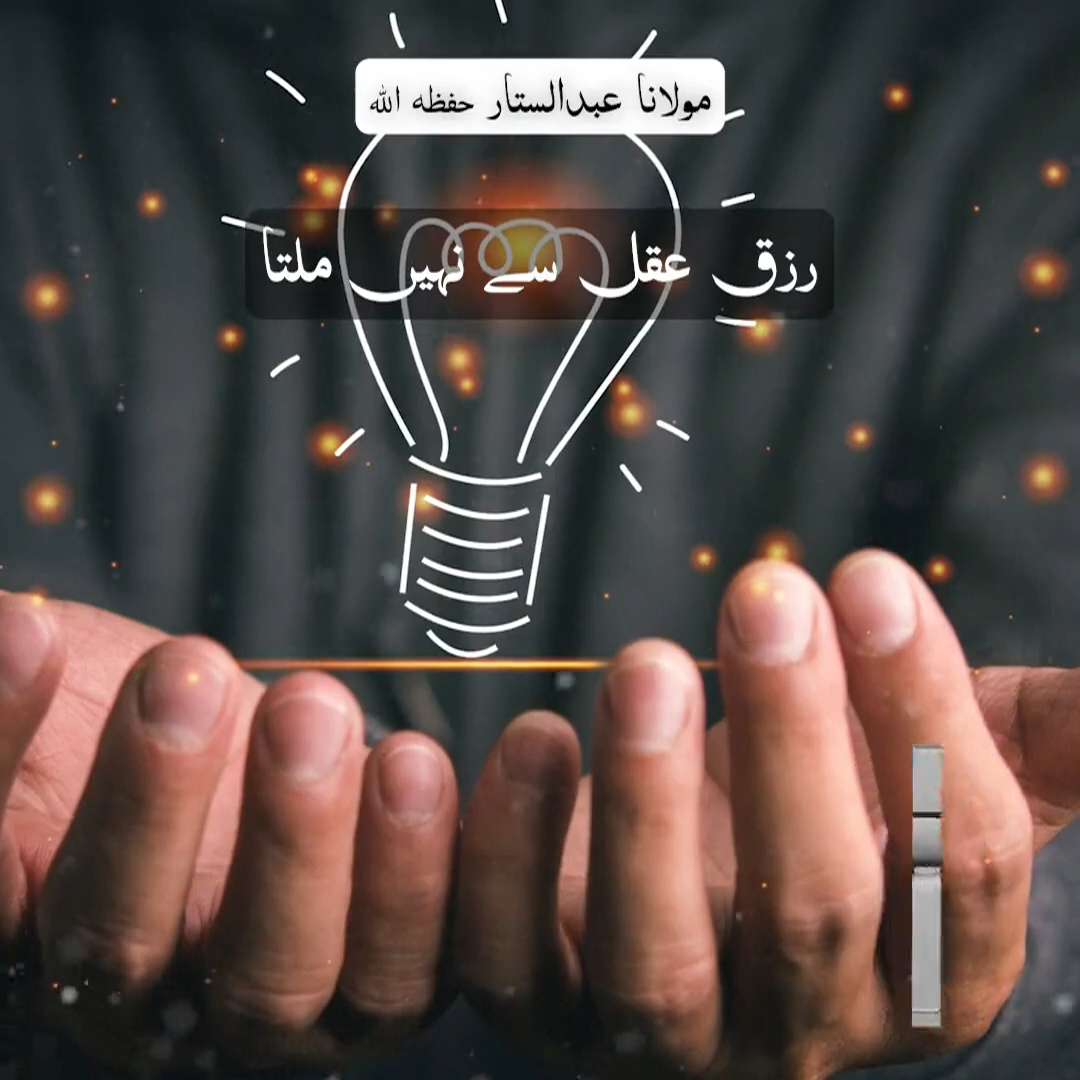 مولانا عبدالستار حفظہ اللہ
رزق عقل سے نہیں ملتا